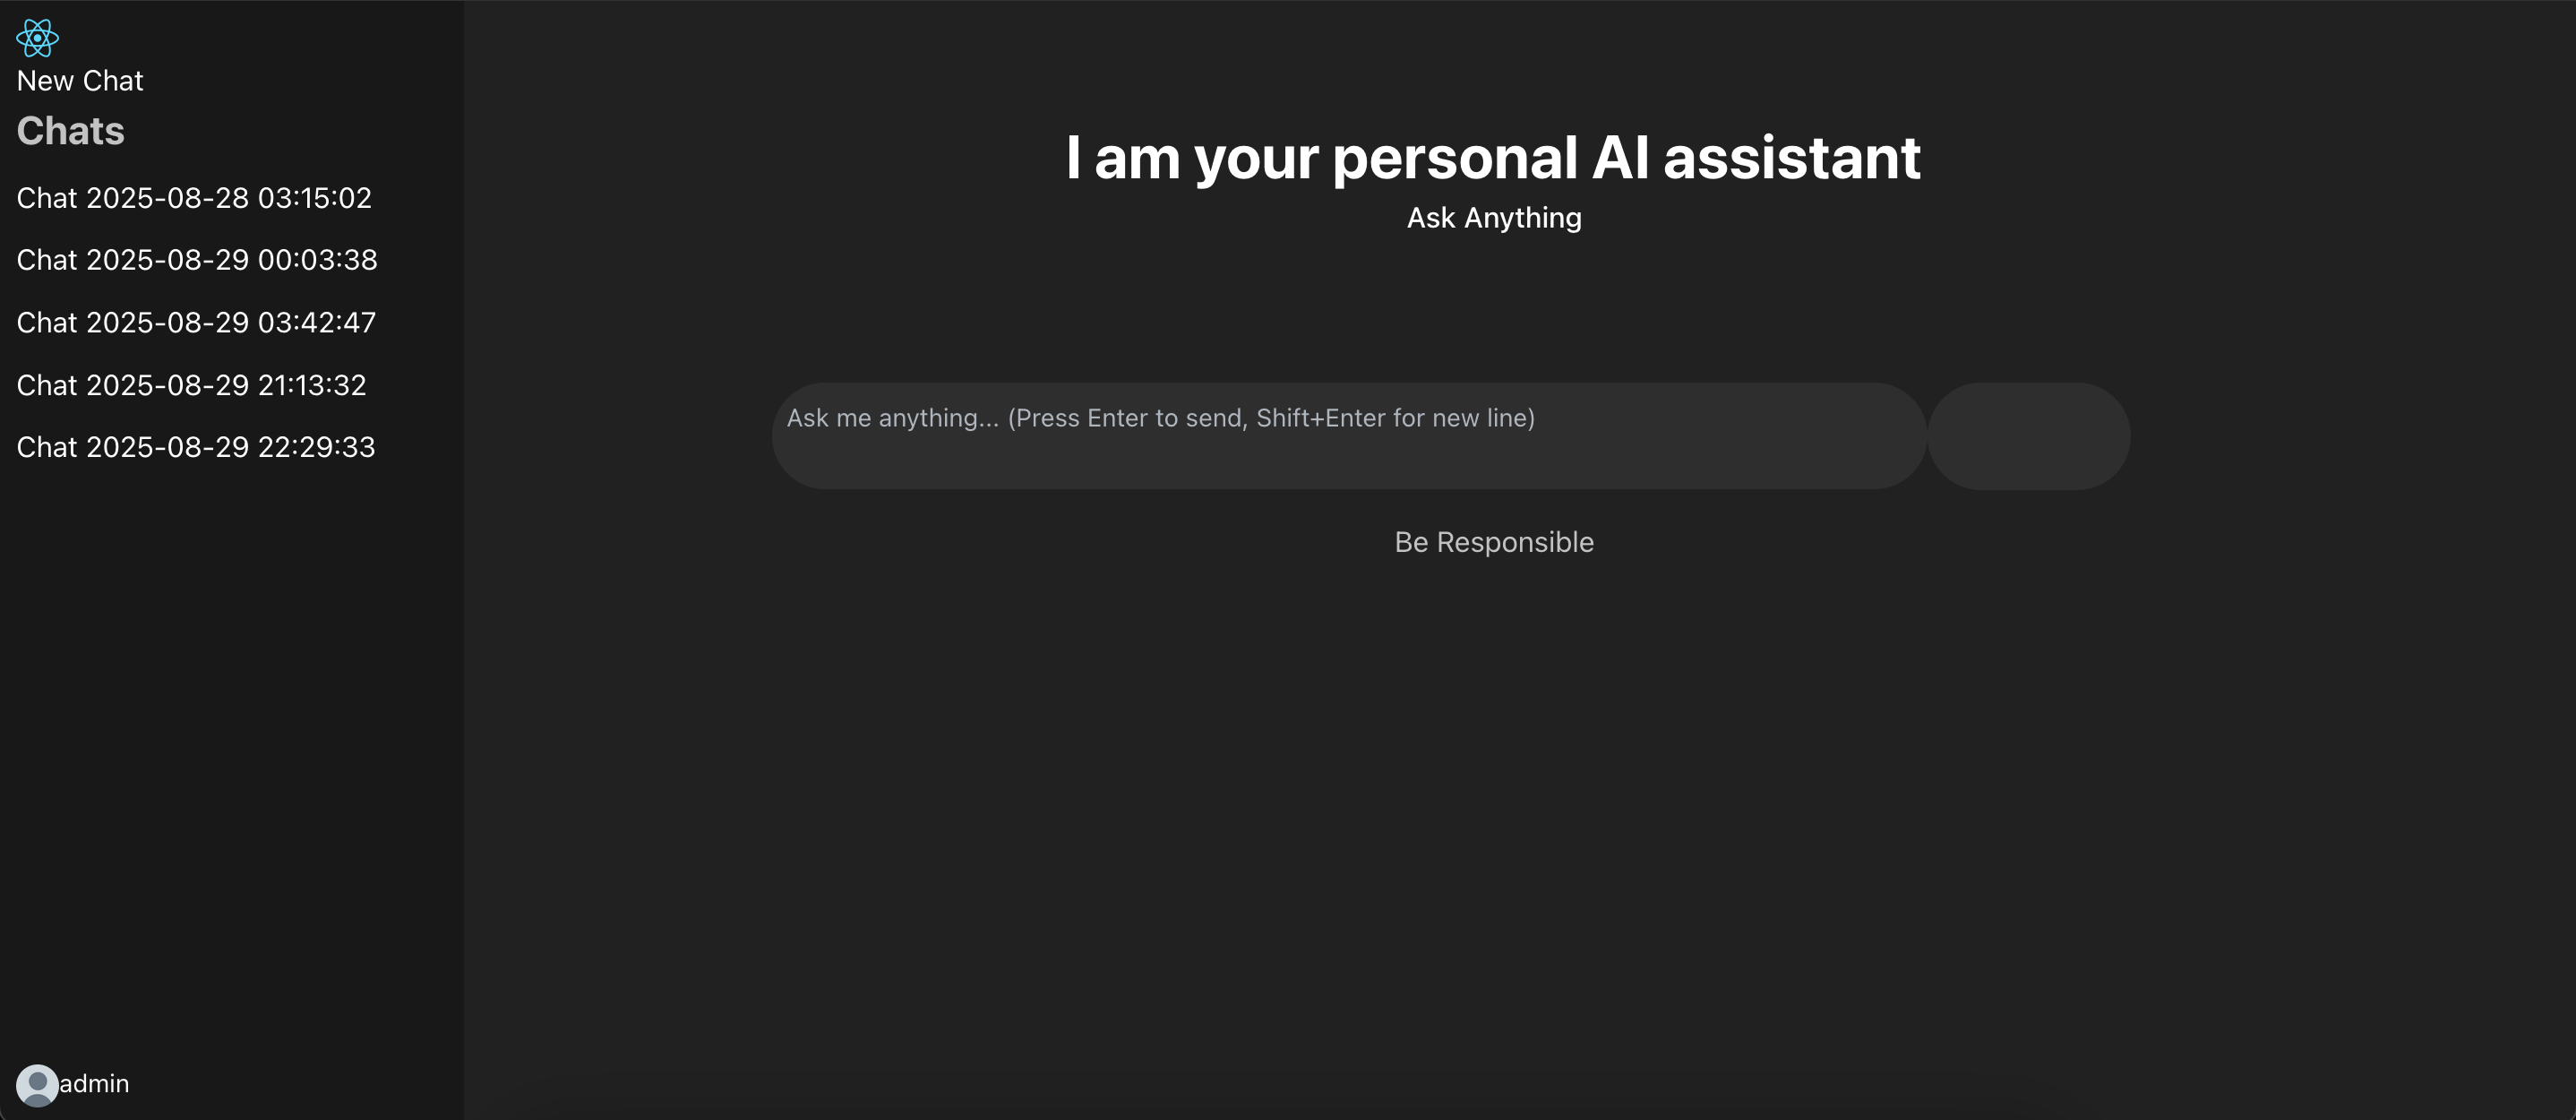 New Chat
Chats
Chat 2025-08-28 03:15:02
Chat 2025-08-29 00:03:38
Chat 2025-08-29 03:42:47
Chat 2025-08-29 21:13:32
Chat 2025-08-29 22:29:33
admin
I am your personal AI assistant
Ask Anything
Ask me anything... (Press Enter to send, Shift+Enter for new line)
Be Responsible